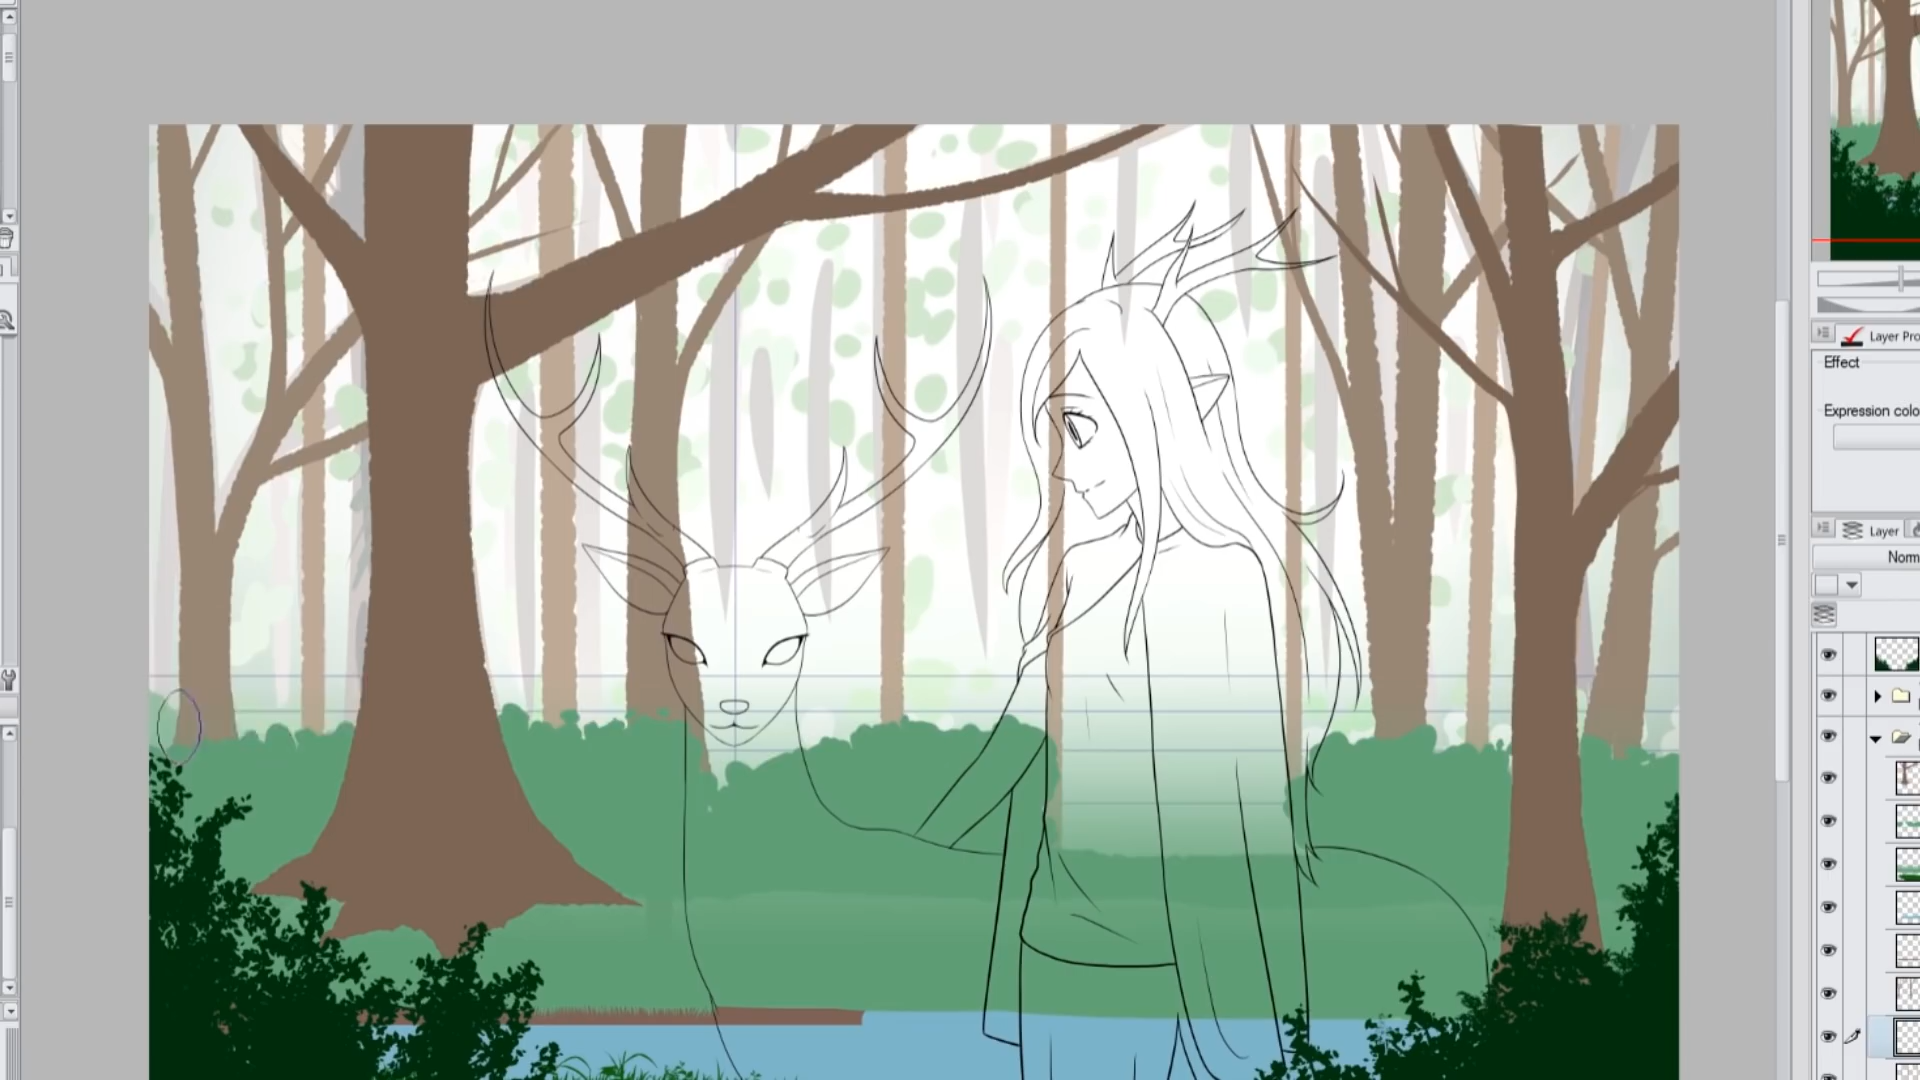 Layer Pro
Effect
Expression colo
Layer
Norm